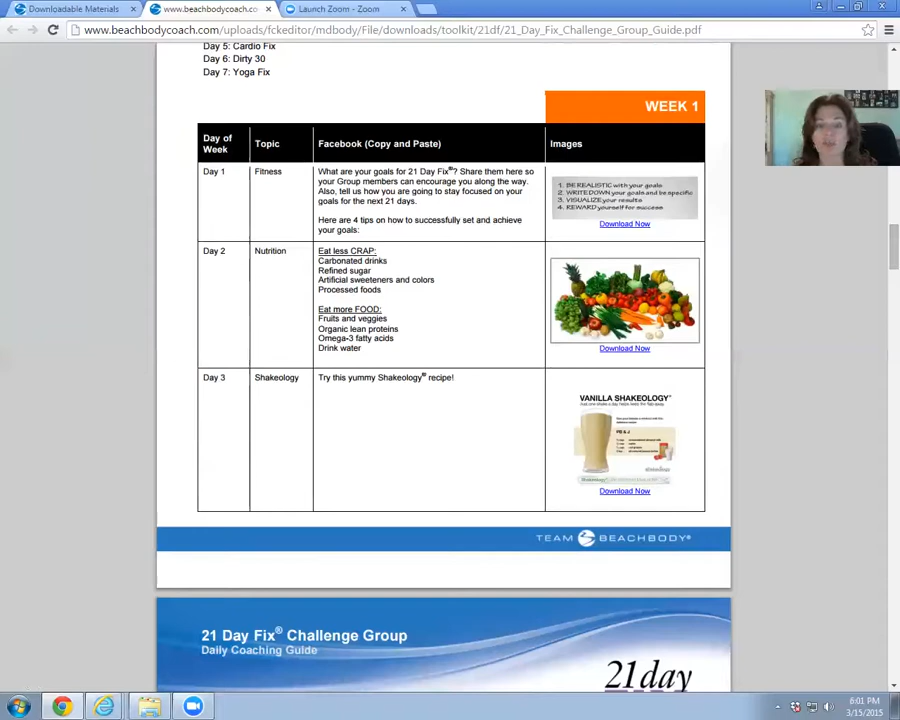 Downloadable Materials
www.beachbodycoach.co
Launch Zoom - Zoom
www.beachbodycoach.com/uploads/fckeditor/mdbody/File/downloads/toolkit/21df/21_Day_Fix_Challenge_Group_Guide.pdf
Day 5: Cardio Fix
Day 6: Dirty 30
Day 7: Yoga Fix
WEEK 1
Day of
Week
Topic
Facebook (Copy and Paste)
Images
Day 1
Fitness
What are your goals for 21 Day Fix®? Share them here so
your Group members can encourage you along the way.
Also, tell us how you are going to stay focused on your
goals for the next 21 days.
Here are 4 tips on how to successfully set and achieve
your goals:
1. BE REALISTIC with your goals
2. WRITE DOWN your goals and be specific
3. VISUALIZE your results
4. REWARD yourself for success
Download Now
Day 2
Nutrition
Eat less CRAP:
Carbonated drinks
Refined sugar
Artificial sweeteners and colors
Processed foods
Eat more FOOD:
Fruits and veggies
Organic lean proteins
Omega-3 fatty acids
Drink water
Download Now
Day 3
Shakeology
Try this yummy Shakeology® recipe!
VANILLA SHAKEOLOGY
PB & J
Download Now
TEAM BEACHBODY®
21 Day Fix® Challenge Group
Daily Coaching Guide
21day
6:01 PM
3/15/2015